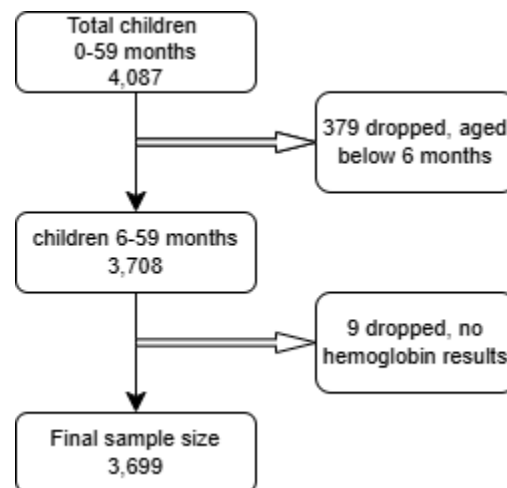 Total children
0-59 months
4,087
379 dropped, aged
below 6 months
children 6-59 months
3,708
9 dropped, no
hemoglobin results
Final sample size
3,699